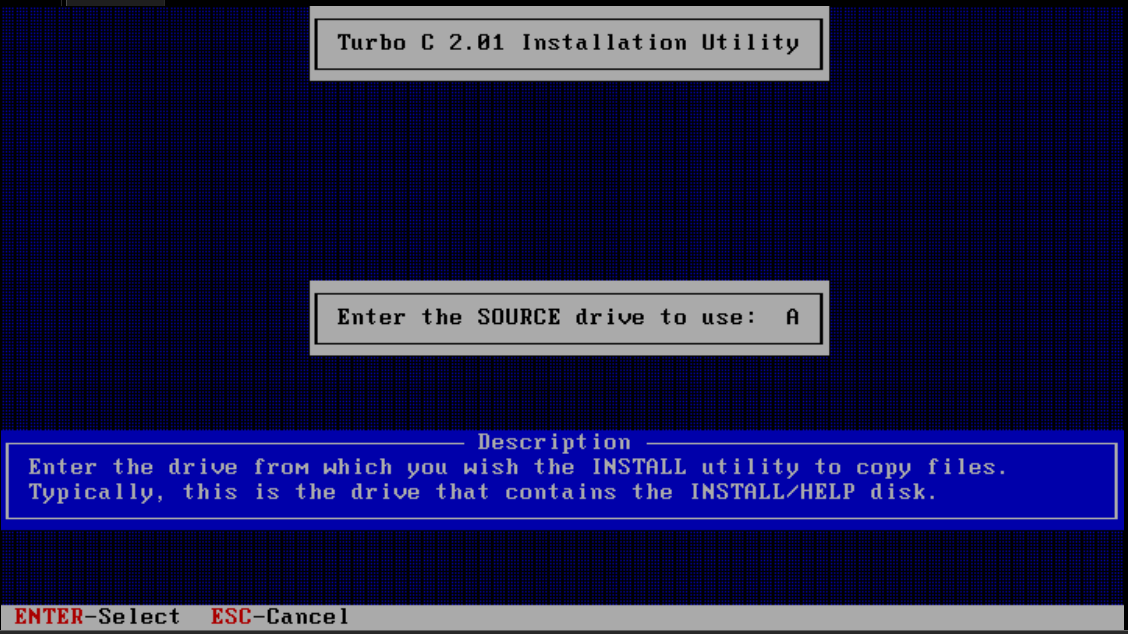 Turbo C 2.01 Installation Utility
Enter the SOURCE drive to use:  A
Description
Enter the drive from which you wish the INSTALL utility to copy files.
Typically, this is the drive that contains the INSTALL/HELP disk.
ENTER-Select  ESC-Cancel